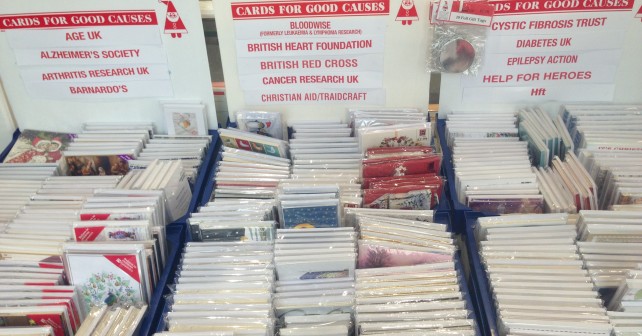 CARDS FOR GOOD CAUSES
AGE UK
ALZHEIMER'S SOCIETY
ARTHRITIS RESEARCH UK
BARNARDO'S
CARDS FOR GOOD CAUSES
BLOODWISE
(FORMERLY LEUKAEMIA & LYMPHOMA RESEARCH)
BRITISH HEART FOUNDATION
BRITISH RED CROSS
CANCER RESEARCH UK
CHRISTIAN AID/TRAIDCRAFT
CARDS FOR GOOD CAUSES
CYSTIC FIBROSIS TRUST
DIABETES UK
EPILEPSY ACTION
HELP FOR HEROES
Hft